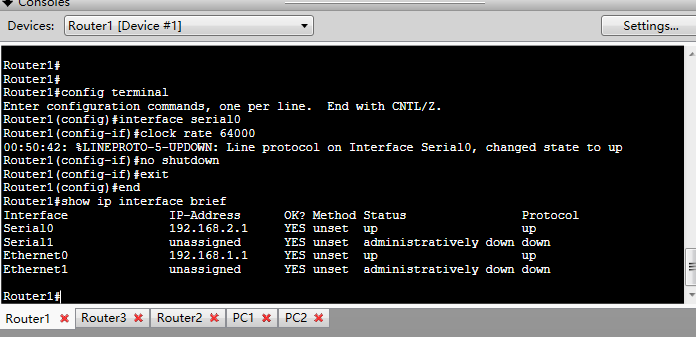 Consoles
Devices: Router1 [Device #1] Settings...
Router1#
Router1#
Router1#config terminal
Enter configuration commands, one per line.  End with CNTL/Z.
Router1(config)#interface serial0
Router1(config-if)#clock rate 64000
00:50:42: %LINEPROTO-5-UPDOWN: Line protocol on Interface Serial0, changed state to up
Router1(config-if)#no shutdown
Router1(config-if)#exit
Router1(config)#end
Router1#show ip interface brief
Interface              IP-Address      OK? Method Status                Protocol
Serial0                192.168.2.1     YES unset  up                    up
Serial1                unassigned      YES unset  administratively down down
Ethernet0              192.168.1.1     YES unset  up                    up
Ethernet1              unassigned      YES unset  administratively down down
Router1#
Router1 Router3 Router2 PC1 PC2